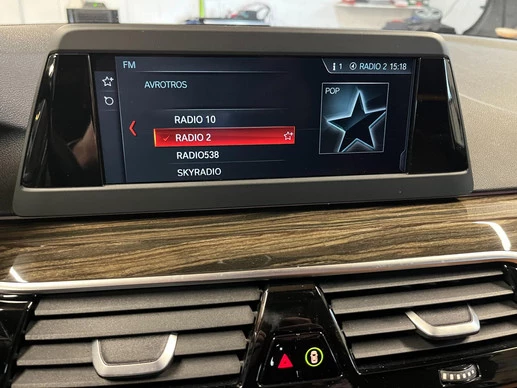 FM
i 1 RADIO 2 15:18
AVROTROS
POP
RADIO 10
RADIO 2
RADIO538
SKYRADIO